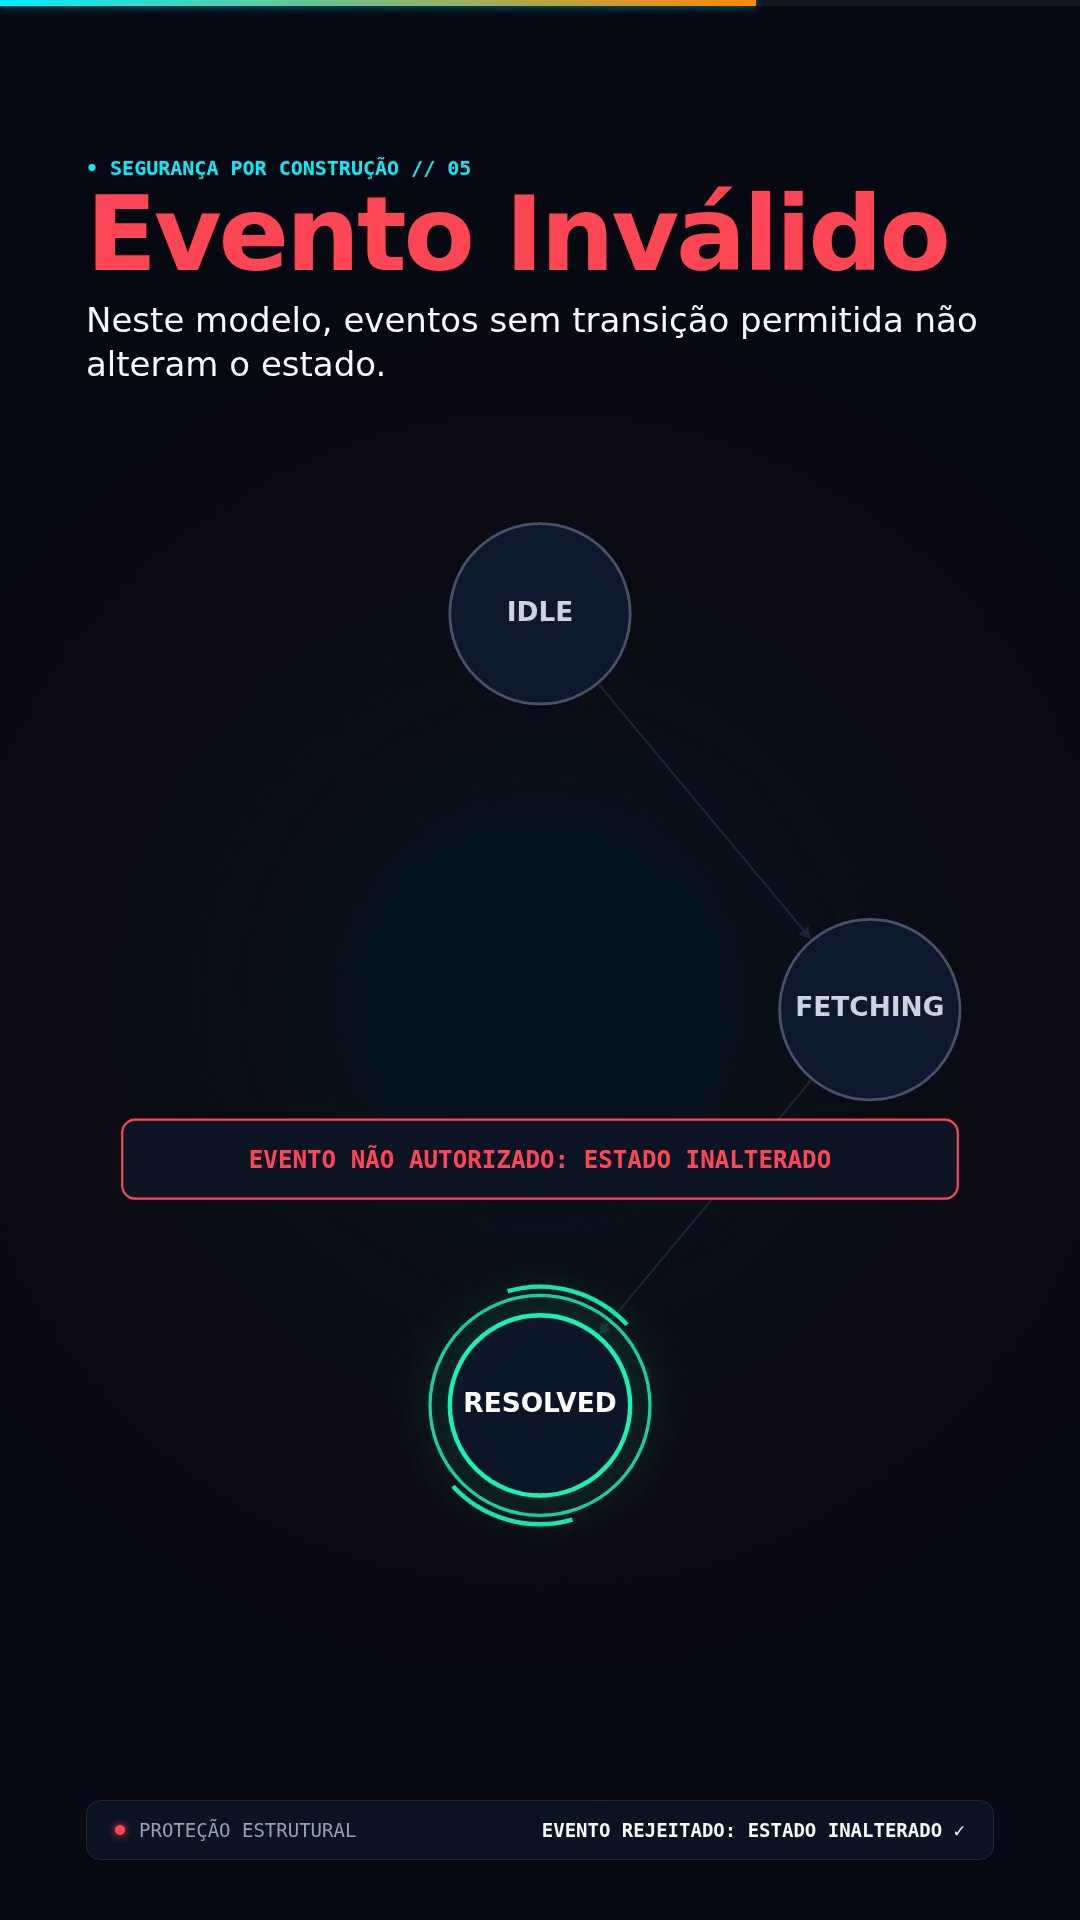 • SEGURANÇA POR CONSTRUÇÃO // 05
Evento Inválido
Neste modelo, eventos sem transição permitida não
alteram o estado.
IDLE
FETCHING
EVENTO NÃO AUTORIZADO: ESTADO INALTERADO
RESOLVED
PROTEÇÃO ESTRUTURAL
EVENTO REJEITADO: ESTADO INALTERADO ✓